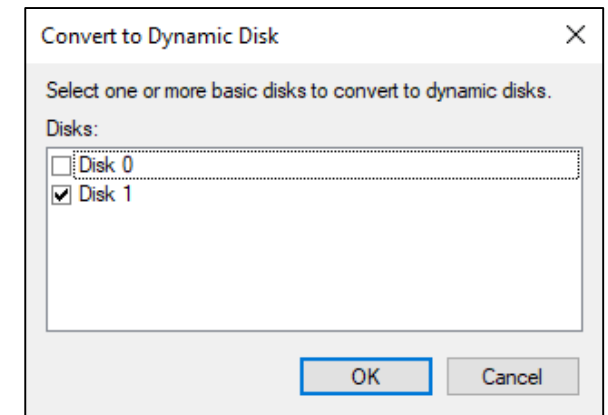 Convert to Dynamic Disk
Select one or more basic disks to convert to dynamic disks.
Disks:
Disk 0
Disk 1
OK Cancel